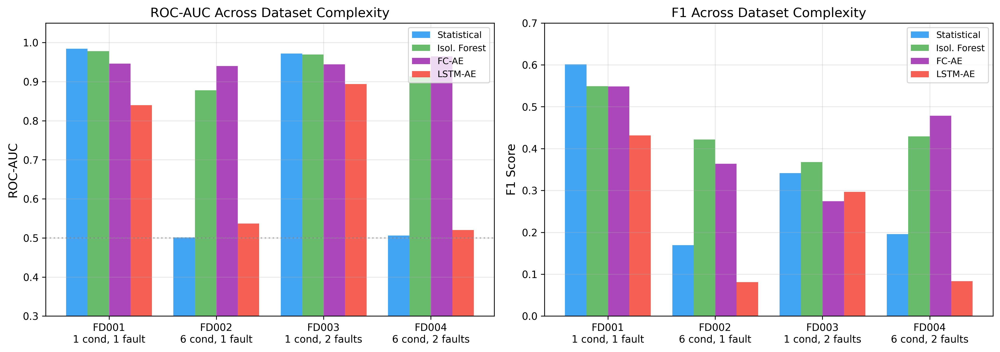 ROC-AUC Across Dataset Complexity
ROC-AUC
1.0
0.9
0.8
0.7
0.6
0.5
0.4
0.3
Statistical
Isol. Forest
FC-AE
LSTM-AE
FD001
1 cond, 1 fault
FD002
6 cond, 1 fault
FD003
1 cond, 2 faults
FD004
6 cond, 2 faults
F1 Across Dataset Complexity
F1 Score
0.7
0.6
0.5
0.4
0.3
0.2
0.1
0.0
Statistical
Isol. Forest
FC-AE
LSTM-AE
FD001
1 cond, 1 fault
FD002
6 cond, 1 fault
FD003
1 cond, 2 faults
FD004
6 cond, 2 faults